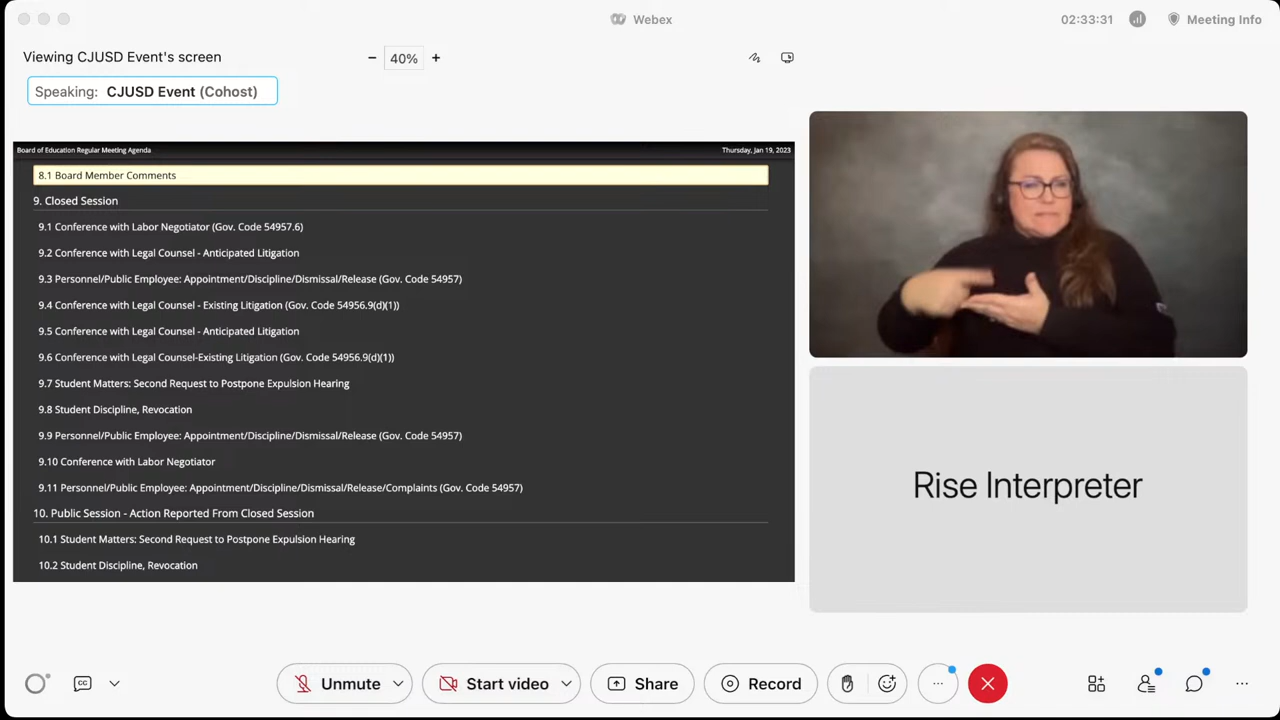 Webex
02:33:31
Meeting Info
Viewing CJUSD Event's screen
− 40% +
Speaking: CJUSD Event (Cohost)
Board of Education Regular Meeting Agenda
Thursday, Jan 19, 2023
8.1 Board Member Comments
9. Closed Session
9.1 Conference with Labor Negotiator (Gov. Code 54957.6)
9.2 Conference with Legal Counsel - Anticipated Litigation
9.3 Personnel/Public Employee: Appointment/Discipline/Dismissal/Release (Gov. Code 54957)
9.4 Conference with Legal Counsel - Existing Litigation (Gov. Code 54956.9(d)(1))
9.5 Conference with Legal Counsel - Anticipated Litigation
9.6 Conference with Legal Counsel-Existing Litigation (Gov. Code 54956.9(d)(1))
9.7 Student Matters: Second Request to Postpone Expulsion Hearing
9.8 Student Discipline, Revocation
9.9 Personnel/Public Employee: Appointment/Discipline/Dismissal/Release (Gov. Code 54957)
9.10 Conference with Labor Negotiator
9.11 Personnel/Public Employee: Appointment/Discipline/Dismissal/Release/Complaints (Gov. Code 54957)
10. Public Session - Action Reported From Closed Session
10.1 Student Matters: Second Request to Postpone Expulsion Hearing
10.2 Student Discipline, Revocation
Rise Interpreter
CC
Unmute
Start video
Share
Record